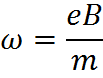 ω = eB/m